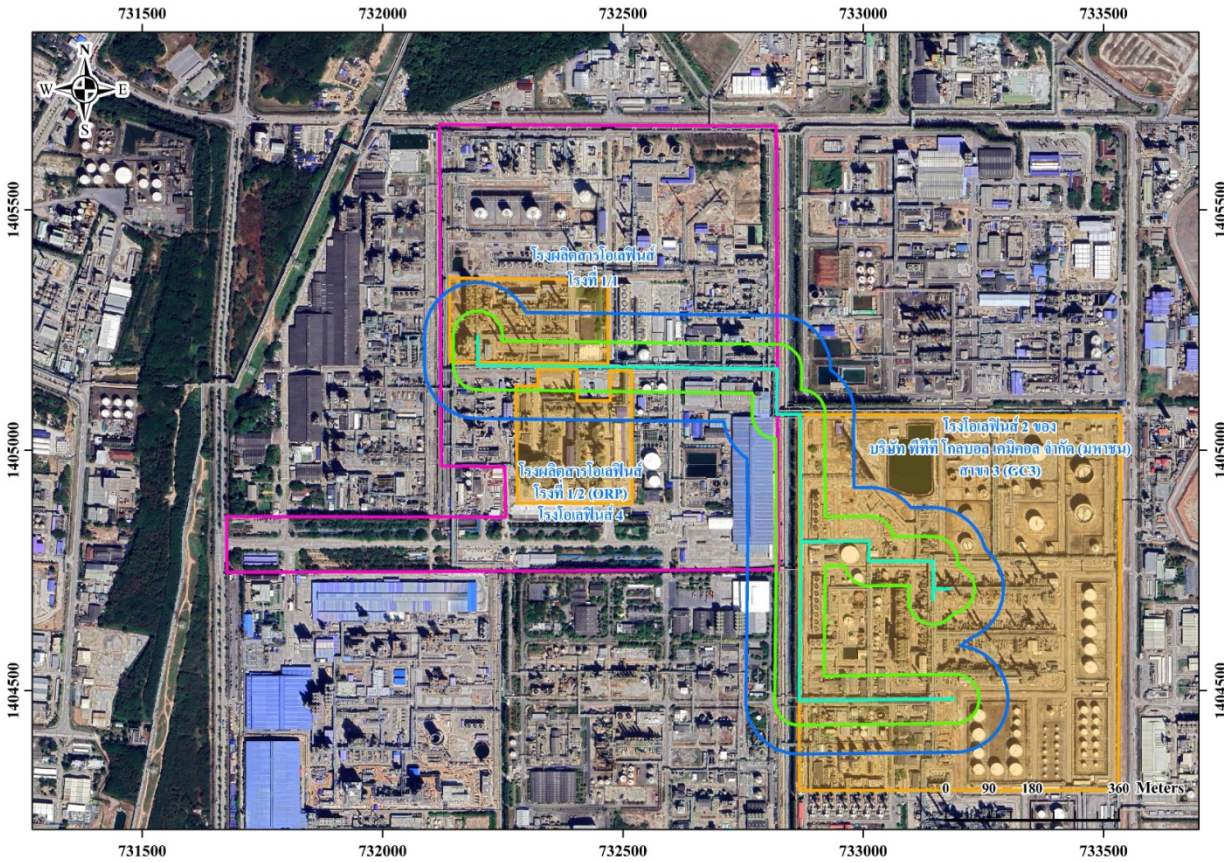 731500 732000 732500 733000 733500
N
W E
S
1405500 1405500
โรงผลิตสารโอเลฟินส์
โรงที่ 1/1
1405000 1405000
โรงโอเลฟินส์ 2 ของ
บริษัท พีทีที โกลบอล เคมิคอล จำกัด (มหาชน)
สาขา 3 (GC3)
โรงผลิตสารโอเลฟินส์
โรงที่ 1/2 (ORP)
โรงโอเลฟินส์ 4
1404500 1404500
0 90 180 360 Meters
731500 732000 732500 733000 733500